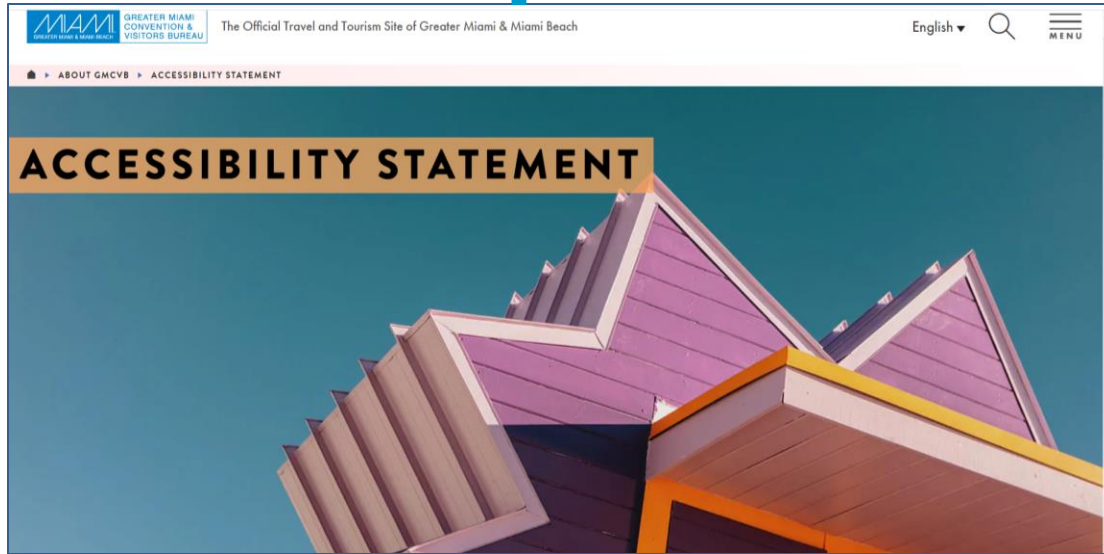 MIAMI
GREATER MIAMI & MIAMI BEACH
GREATER MIAMI
CONVENTION &
VISITORS BUREAU
The Official Travel and Tourism Site of Greater Miami & Miami Beach
English
MENU
ABOUT GMCVB
ACCESSIBILITY STATEMENT
ACCESSIBILITY STATEMENT